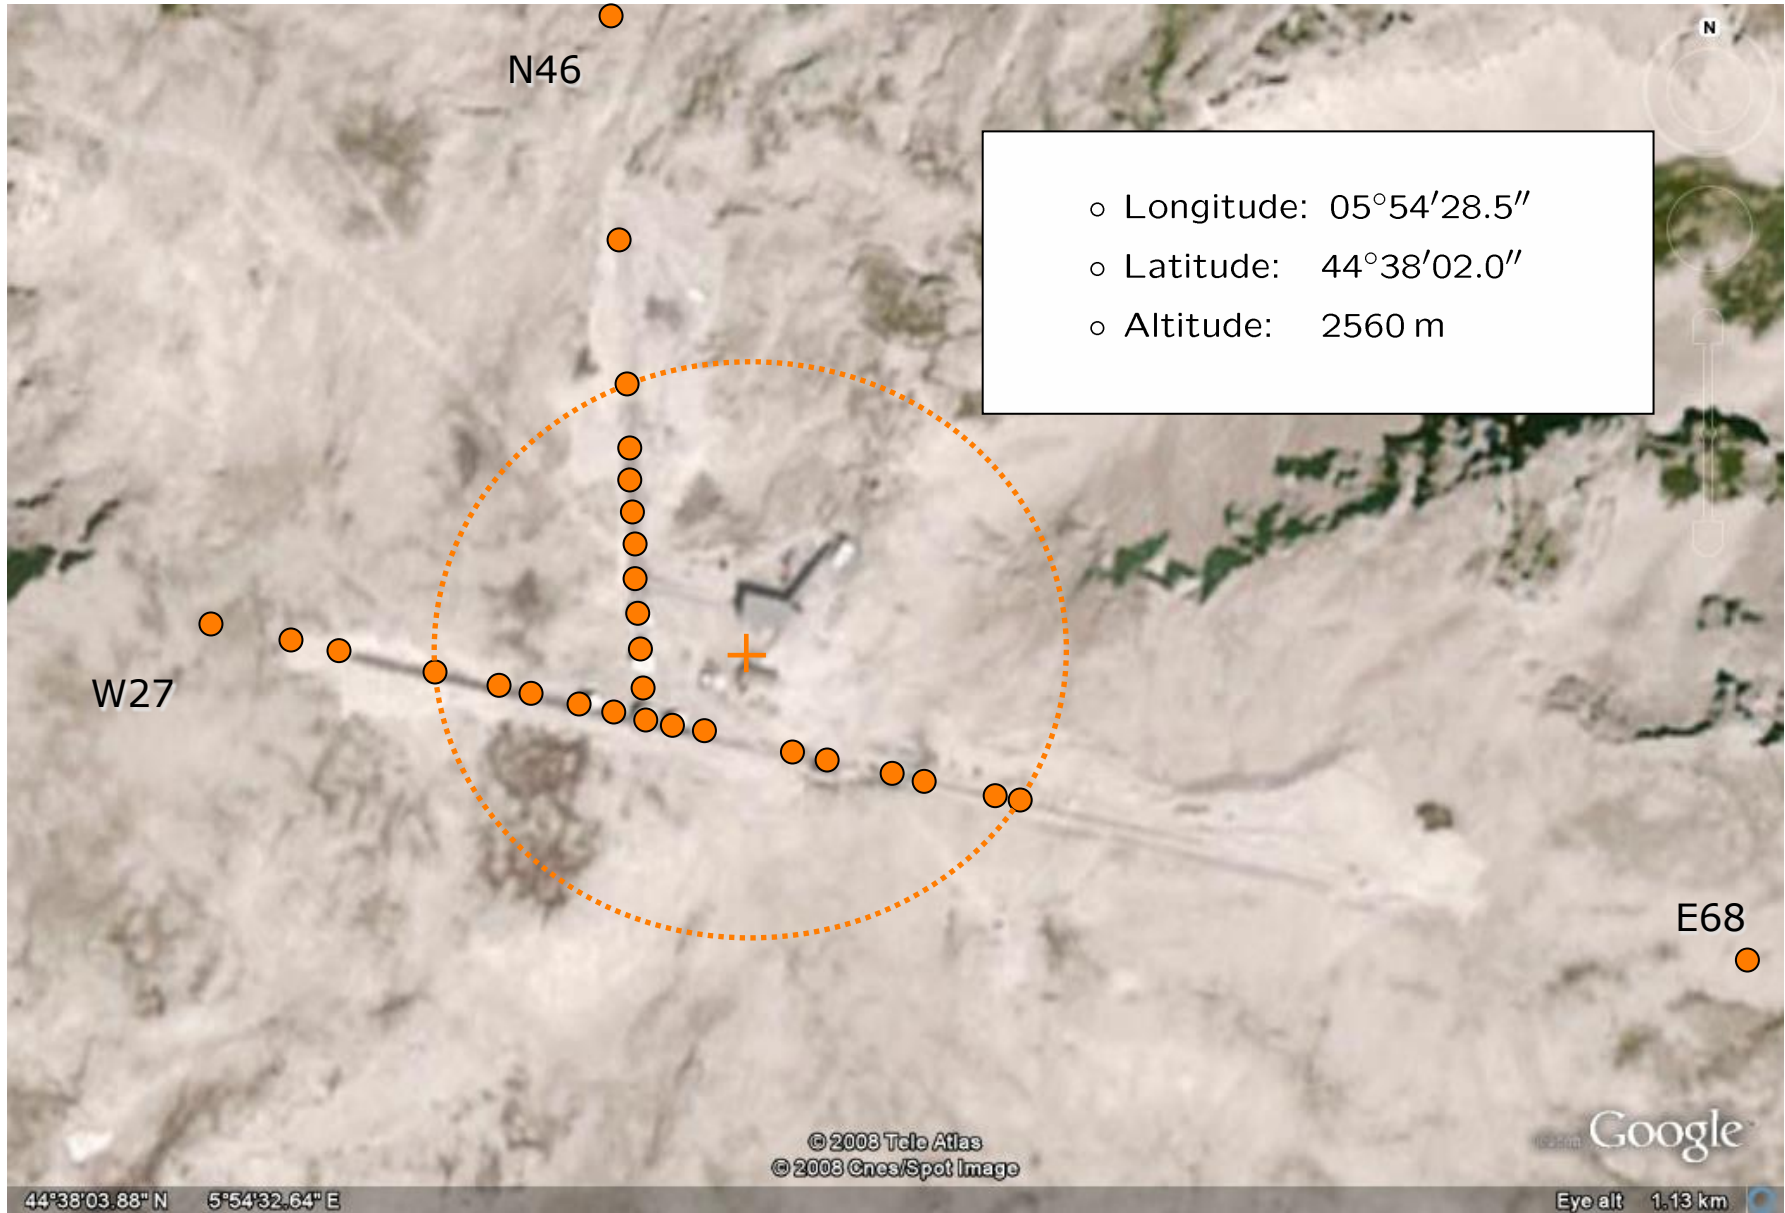 N46
N
○ Longitude: 05°54′28.5″
○ Latitude: 44°38′02.0″
○ Altitude: 2560 m
W27
E68
Google
© 2008 Tele Atlas
© 2008 Cnes/Spot Image
44°38'03.88" N 5°54'32.64" E
Eye alt 1.13 km